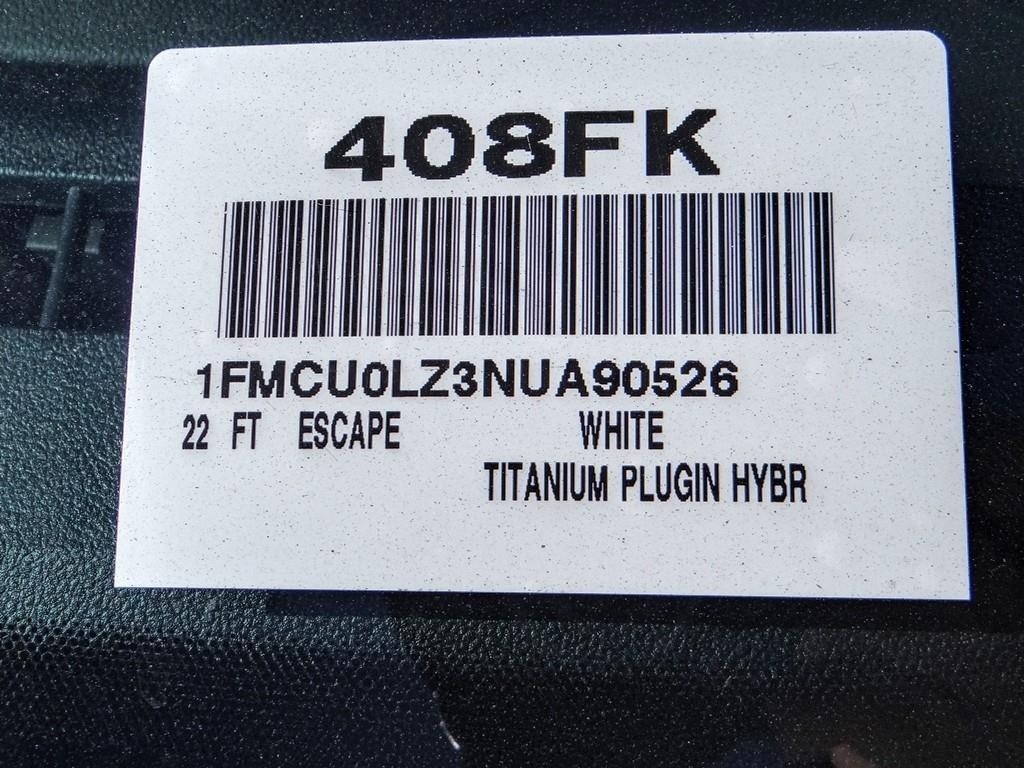 408FK
1FMCU0LZ3NUA90526
22 FT ESCAPE WHITE
TITANIUM PLUGIN HYBR